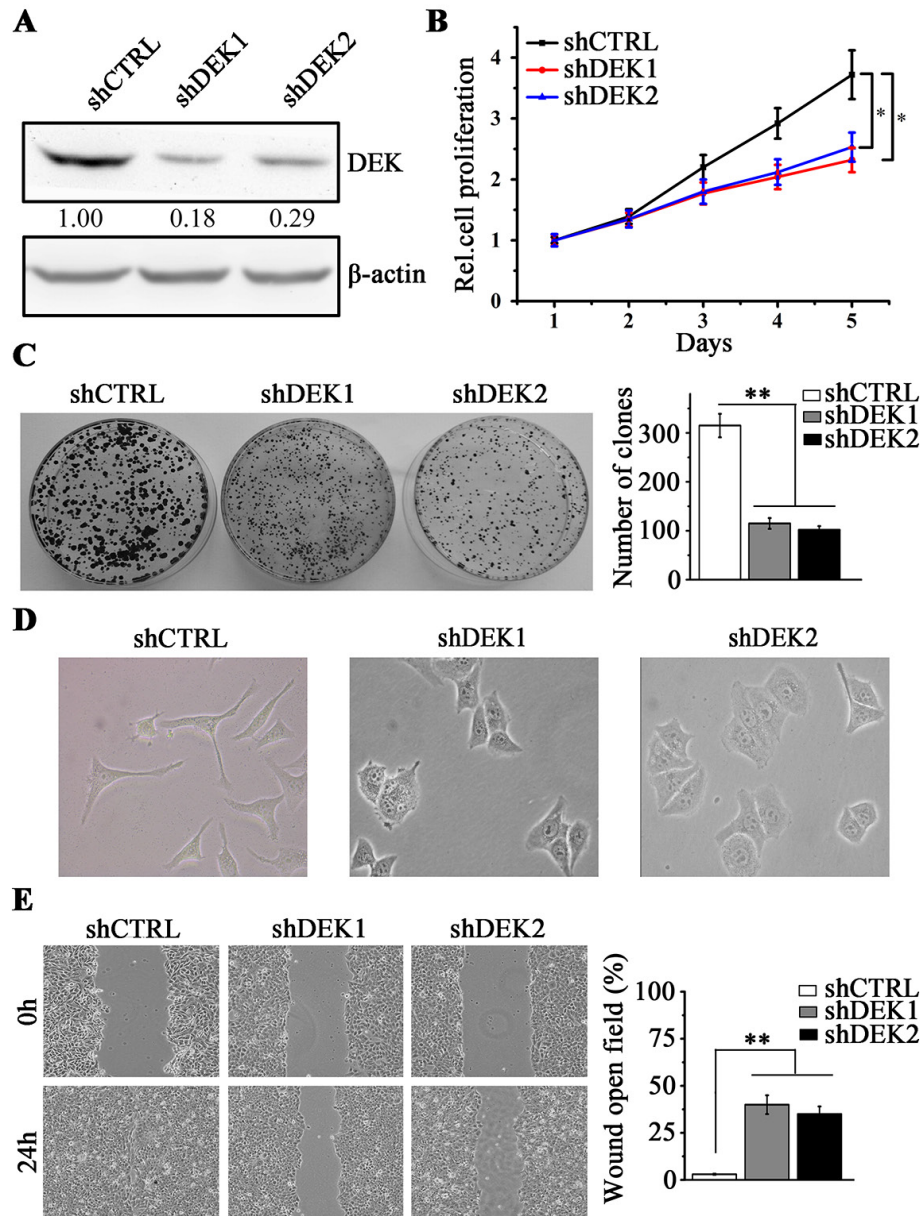 A
shCTRL
shDEK1
shDEK2
DEK
1.00 0.18 0.29
β-actin
B
shCTRL
shDEK1
shDEK2
Rel.cell proliferation
4
3
2
1
0
* *
1 2 3 4 5
Days
C
shCTRL shDEK1 shDEK2
Number of clones
300
200
100
0
**
shCTRL
shDEK1
shDEK2
D
shCTRL shDEK1 shDEK2
E
shCTRL shDEK1 shDEK2
0h
24h
Wound open field (%)
100
75
50
25
0
**
shCTRL
shDEK1
shDEK2